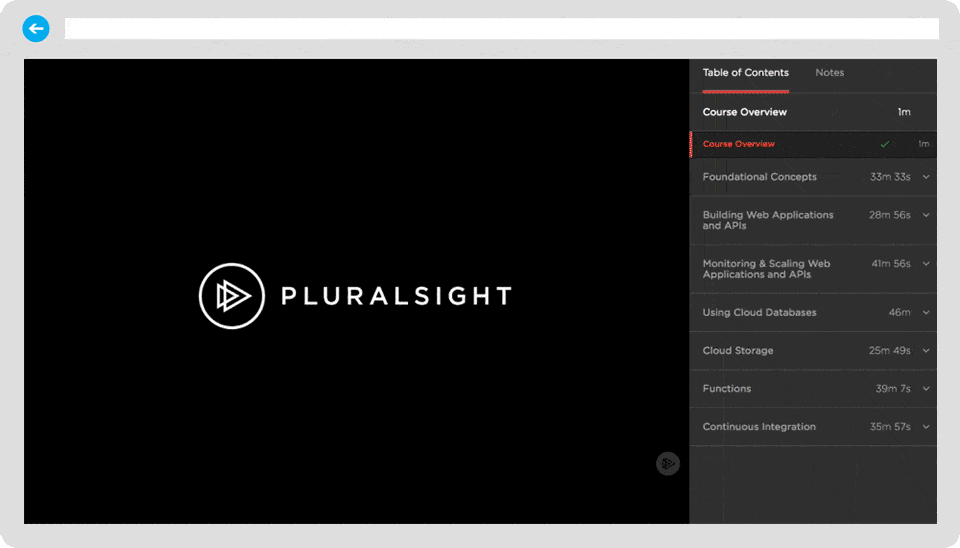 PLURALSIGHT
Table of Contents Notes
Course Overview 1m
Course Overview 1m
Foundational Concepts 33m 33s
Building Web Applications 28m 56s
and APIs
Monitoring & Scaling Web 41m 56s
Applications and APIs
Using Cloud Databases 46m
Cloud Storage 25m 49s
Functions 39m 7s
Continuous Integration 35m 57s